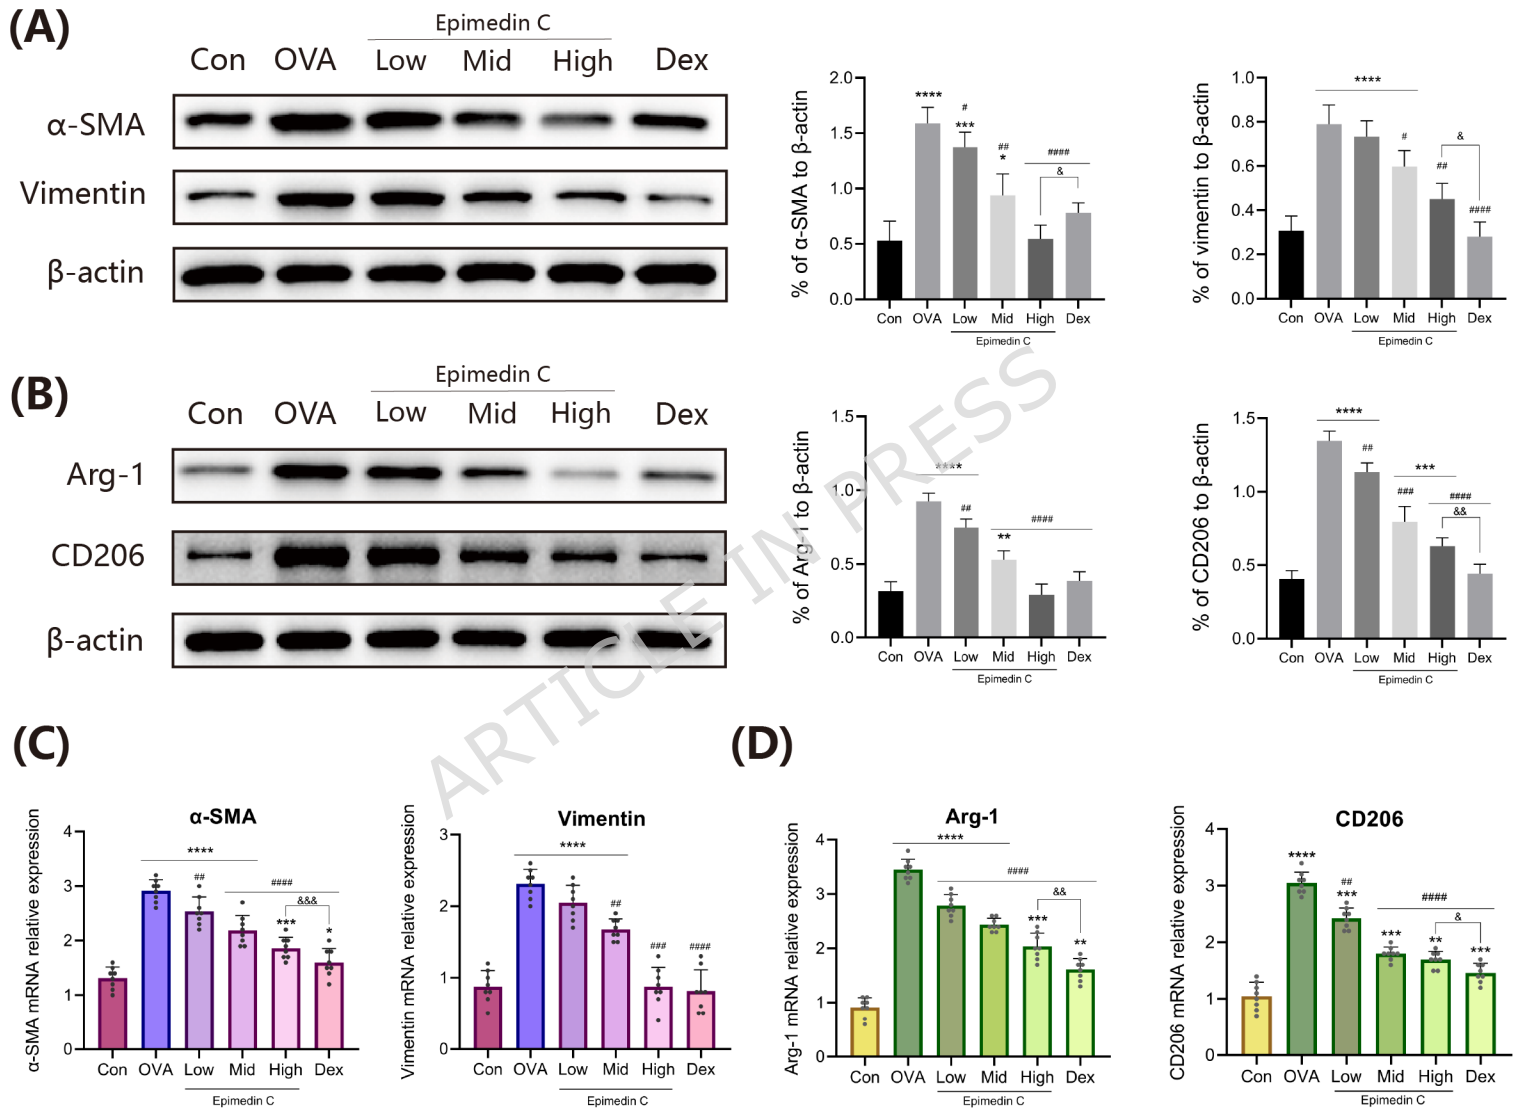 (A)
Epimedin C
Con OVA Low Mid High Dex
α-SMA
Vimentin
β-actin
% of α-SMA to β-actin
2.0
1.5
1.0
0.5
0.0
****
#
***
##
*
####
&
Con OVA Low Mid High Dex
Epimedin C
% of vimentin to β-actin
1.0
0.8
0.6
0.4
0.2
0.0
****
#
##
&
####
Con OVA Low Mid High Dex
Epimedin C
(B)
Epimedin C
Con OVA Low Mid High Dex
Arg-1
CD206
β-actin
% of Arg-1 to β-actin
1.5
1.0
0.5
0.0
****
##
**
####
Con OVA Low Mid High Dex
Epimedin C
% of CD206 to β-actin
1.5
1.0
0.5
0.0
****
##
***
###
####
&&
Con OVA Low Mid High Dex
Epimedin C
ARTICLE IN PRESS
(C)
α-SMA
α-SMA mRNA relative expression
4
3
2
1
0
****
##
####
&&&
***
*
Con OVA Low Mid High Dex
Epimedin C
Vimentin
Vimentin mRNA relative expression
3
2
1
0
****
##
###
####
Con OVA Low Mid High Dex
Epimedin C
(D)
Arg-1
Arg-1 mRNA relative expression
4
3
2
1
0
****
####
&&
***
**
Con OVA Low Mid High Dex
Epimedin C
CD206
CD206 mRNA relative expression
4
3
2
1
0
****
##
***
####
&
***
**
***
Con OVA Low Mid High Dex
Epimedin C